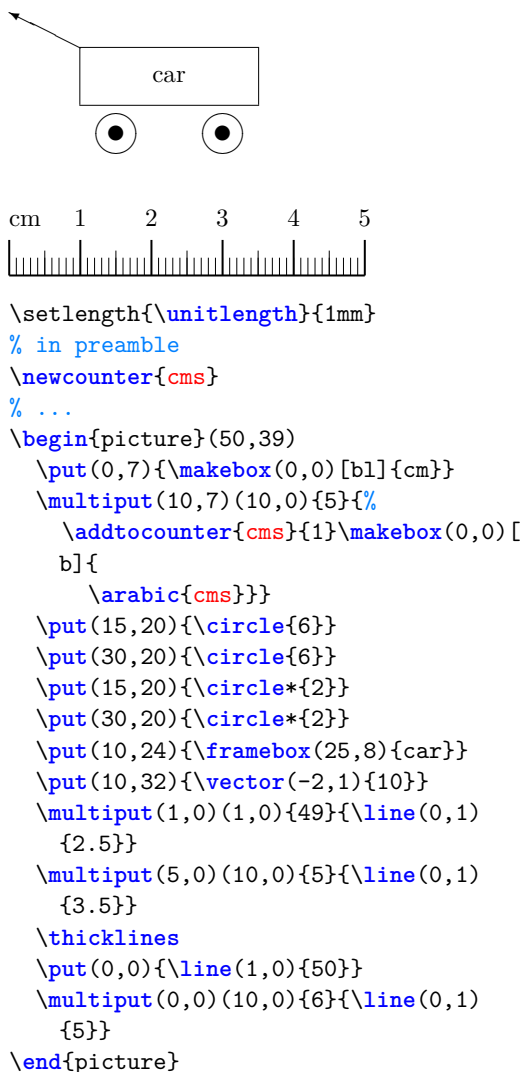 car
cm 1 2 3 4 5
\setlength{\unitlength}{1mm}
% in preamble
\newcounter{cms}
% ...
\begin{picture}(50,39)
  \put(0,7){\makebox(0,0)[bl]{cm}}
  \multiput(10,7)(10,0){5}{%
    \addtocounter{cms}{1}\makebox(0,0)[
    b]{
      \arabic{cms}}}
  \put(15,20){\circle{6}}
  \put(30,20){\circle{6}}
  \put(15,20){\circle*{2}}
  \put(30,20){\circle*{2}}
  \put(10,24){\framebox(25,8){car}}
  \put(10,32){\vector(-2,1){10}}
  \multiput(1,0)(1,0){49}{\line(0,1)
    {2.5}}
  \multiput(5,0)(10,0){5}{\line(0,1)
    {3.5}}
  \thicklines
  \put(0,0){\line(1,0){50}}
  \multiput(0,0)(10,0){6}{\line(0,1)
    {5}}
\end{picture}